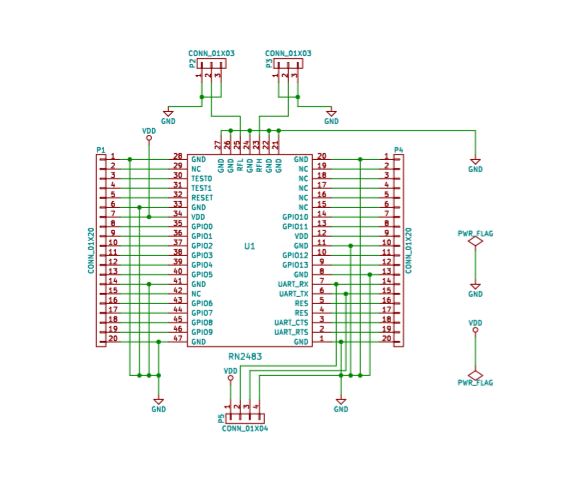 CONN_01X03
P2
1 2 3
CONN_01X03
P3
1 2 3
GND
GND
VDD
27 26 25 24 23 22 21
GND GND RFL GND RFH GND GND
GND
P1
CONN_01X20
1 28 GND
2 29 NC
3 30 TEST0
4 31 TEST1
5 32 RESET
6 33 GND
7 34 VDD
8 35 GPIO0
9 36 GPIO1
10 37 GPIO2
11 38 GPIO3
12 39 GPIO4
13 40 GPIO5
14 41 GND
15 42 NC
16 43 GPIO6
17 44 GPIO7
18 45 GPIO8
19 46 GPIO9
20 47 GND
U1
RN2483
P4
CONN_01X20
GND 20 1
NC 19 2
NC 18 3
NC 17 4
NC 16 5
NC 15 6
GPIO10 14 7
GPIO11 13 8
VDD 12 9
GND 11 10
GPIO12 10 11
GPIO13 9 12
GND 8 13
UART_RX 7 14
UART_TX 6 15
RES 5 16
RES 4 17
UART_CTS 3 18
UART_RTS 2 19
GND 1 20
PWR_FLAG
GND
VDD
PWR_FLAG
GND
VDD
P5
1 2 3 4
CONN_01X04
GND